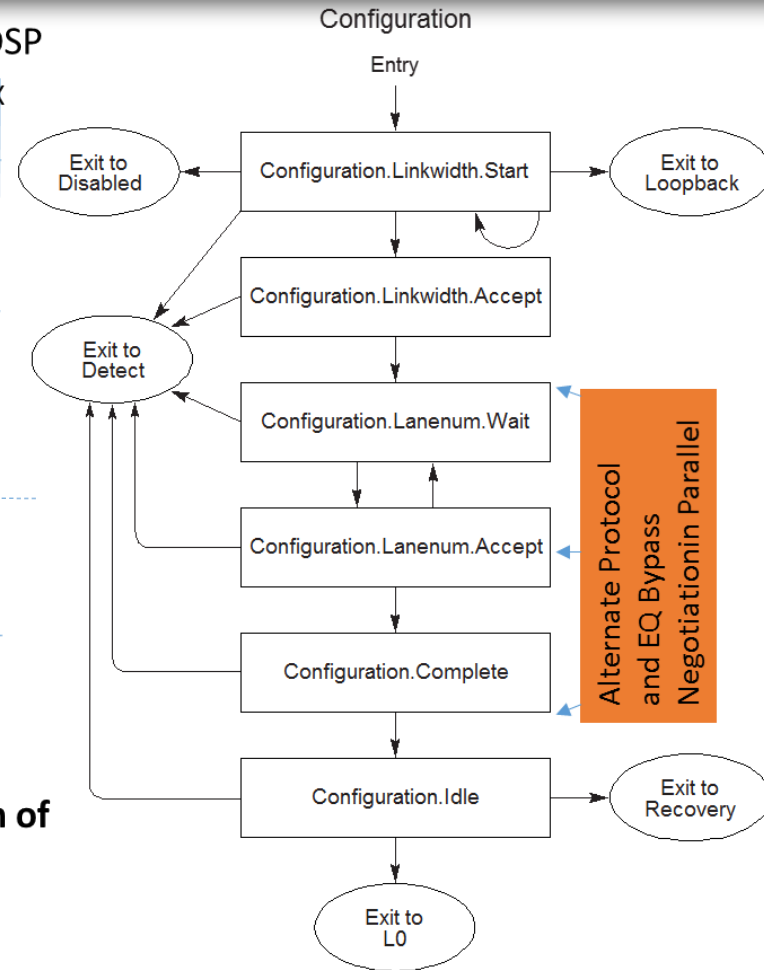 Configuration
OSP
Entry
Exit to
Disabled
Configuration.Linkwidth.Start
Exit to
Loopback
Configuration.Linkwidth.Accept
Exit to
Detect
Configuration.Lanenum.Wait
Alternate Protocol
and EQ Bypass
Negotiationin Parallel
Configuration.Lanenum.Accept
Configuration.Complete
Configuration.Idle
Exit to
Recovery
n of
Exit to
L0